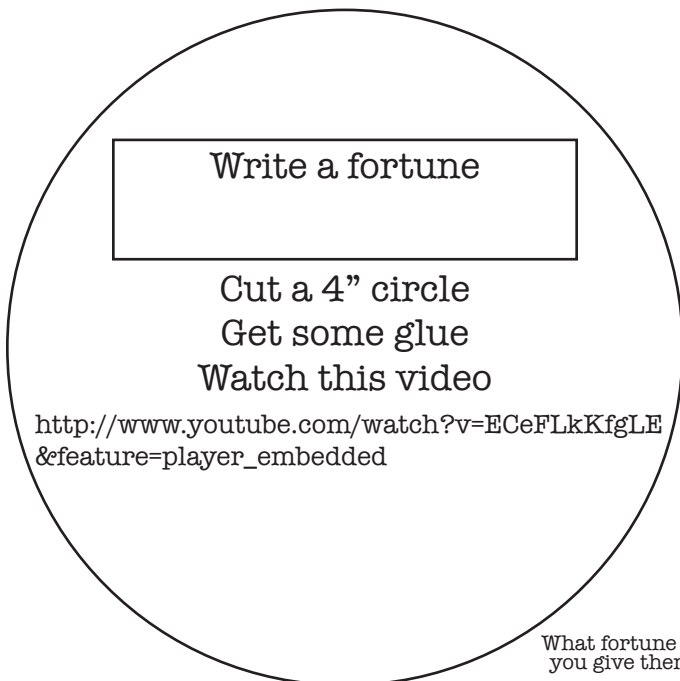 Write a fortune
Cut a 4” circle
Get some glue
Watch this video
http://www.youtube.com/watch?v=ECeFLkKfgLE
&feature=player_embedded
What fortune
you give